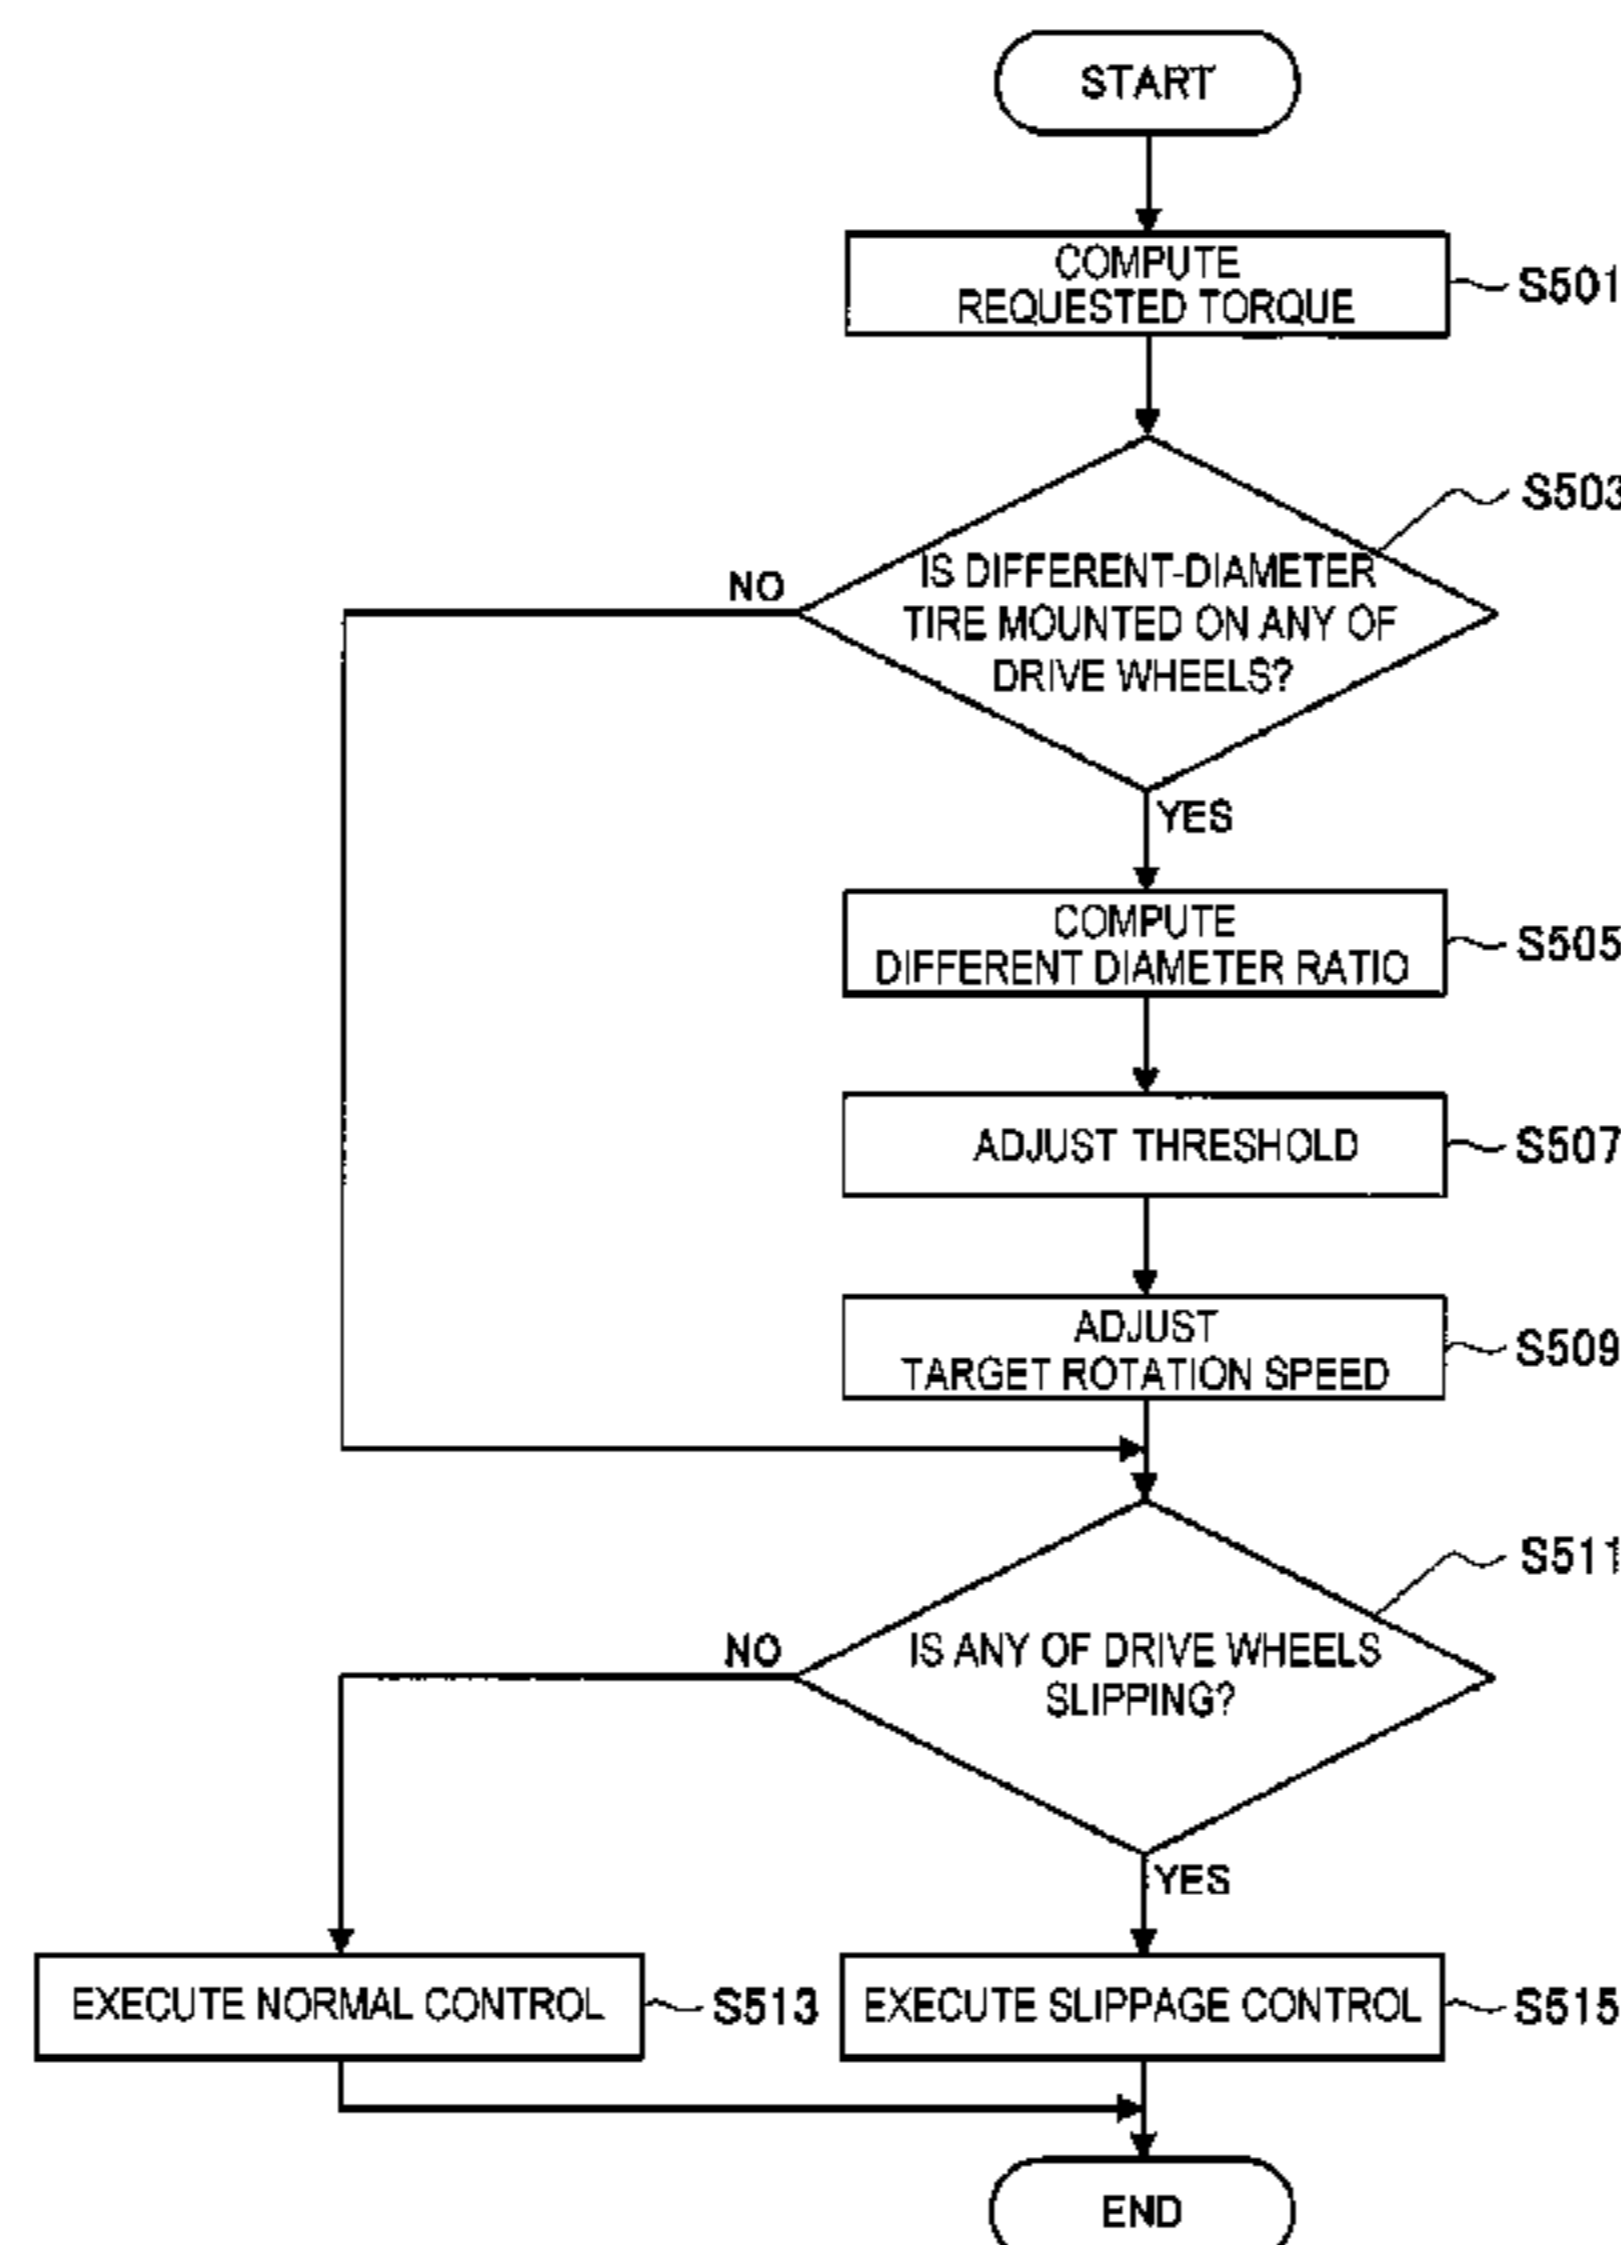 START
COMPUTE
REQUESTED TORQUE
S501
S503
IS DIFFERENT-DIAMETER
TIRE MOUNTED ON ANY OF
DRIVE WHEELS?
NO
YES
COMPUTE
DIFFERENT DIAMETER RATIO
S505
ADJUST THRESHOLD
S507
ADJUST
TARGET ROTATION SPEED
S509
S511
IS ANY OF DRIVE WHEELS
SLIPPING?
NO
YES
EXECUTE NORMAL CONTROL
S513
EXECUTE SLIPPAGE CONTROL
S515
END